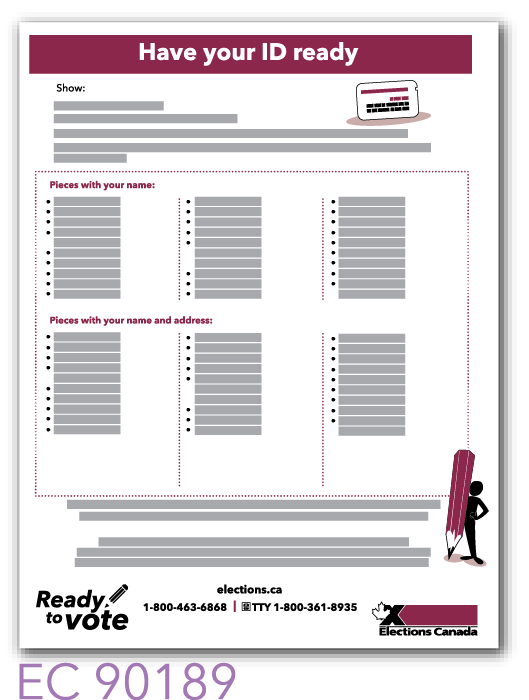 Have your ID ready
Show:
Pieces with your name:
Pieces with your name and address:
elections.ca
Ready
to vote
1-800-463-6868 | TTY 1-800-361-8935
Elections Canada
EC 90189